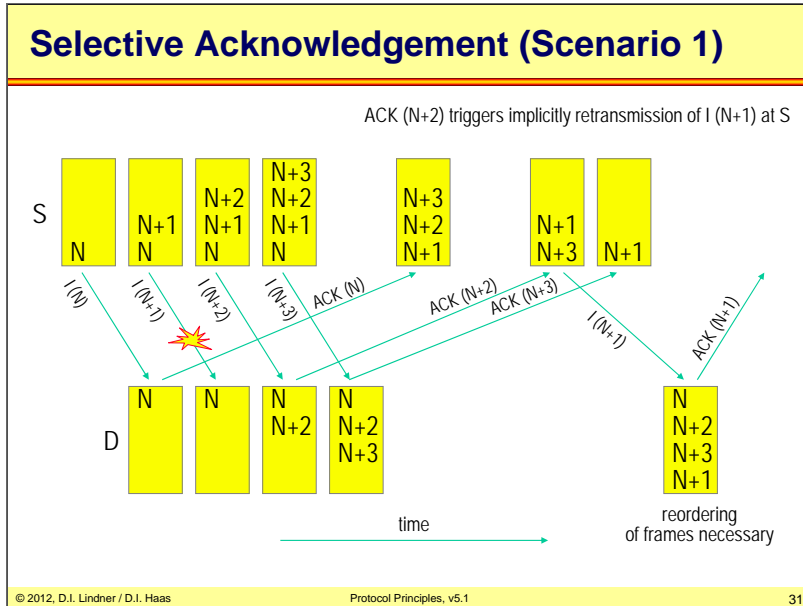 Selective Acknowledgement (Scenario 1)
ACK (N+2) triggers implicitly retransmission of I (N+1) at S
S
N
N+1
N
N+2
N+1
N
N+3
N+2
N+1
N
N+3
N+2
N+1
N+1
N+3
N+1
I (N)
I (N+1)
I (N+2)
I (N+3)
ACK (N)
ACK (N+2)
ACK (N+3)
I (N+1)
ACK (N+1)
D
N
N
N
N+2
N
N+2
N+3
N
N+2
N+3
N+1
time
reordering
of frames necessary
© 2012, D.I. Lindner / D.I. Haas
Protocol Principles, v5.1
31